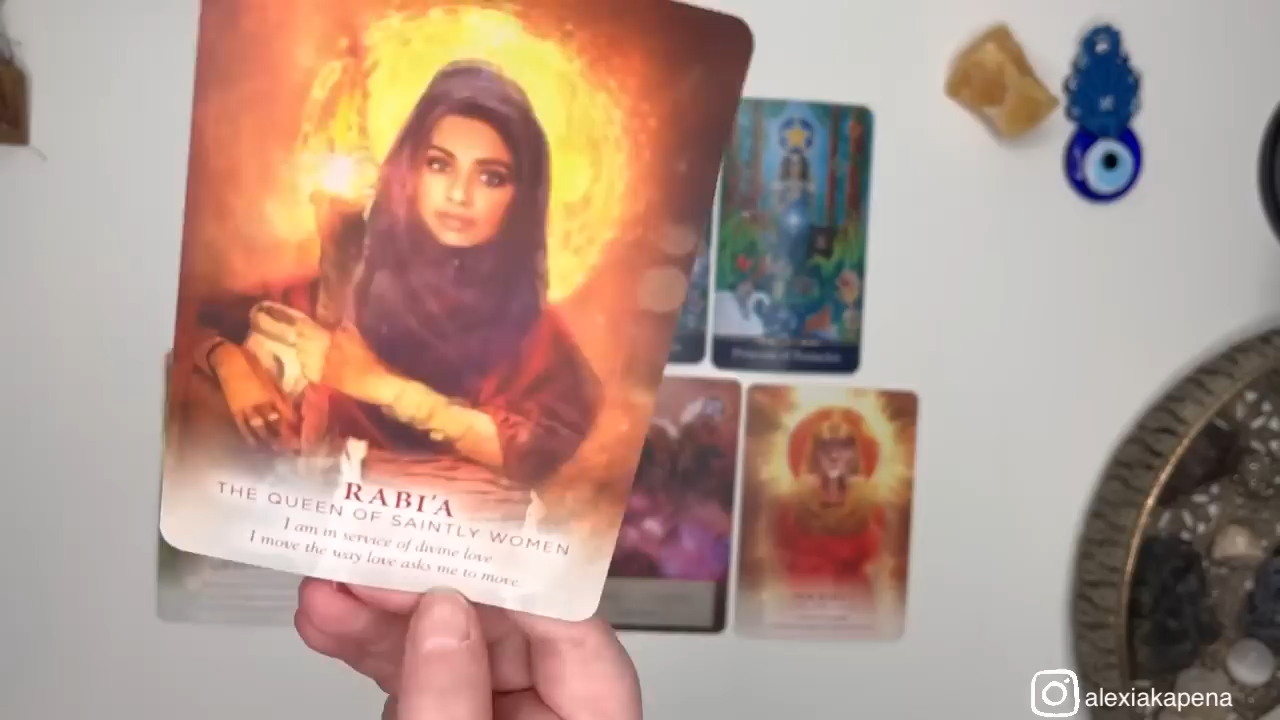 RABI'A
THE QUEEN OF SAINTLY WOMEN
I am in service of divine love
I move the way love asks me to move
alexiakapena